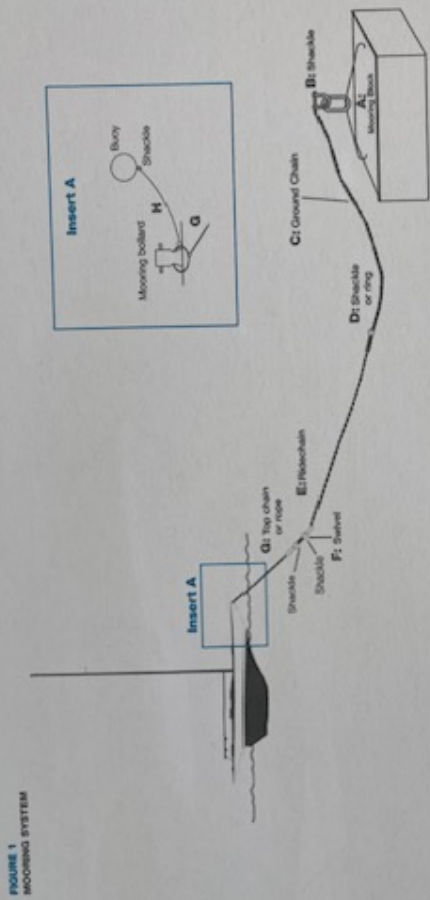 FIGURE 1
MOORING SYSTEM
Insert A
Mooring bollard
Buoy
Shackle
H
G
Insert A
G: Top chain
or rope
Shackle
Shackle
F: Swivel
E: Ridechain
D: Shackle
or ring
C: Ground Chain
B: Shackle
A:
Mooring Block